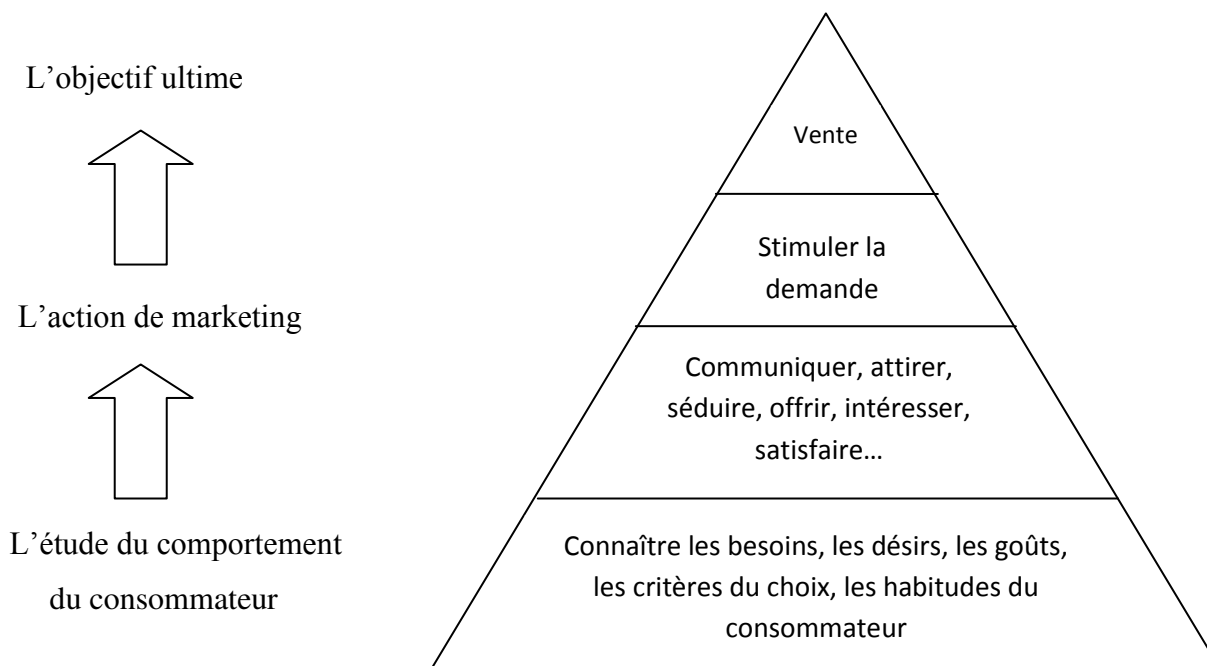 L’objectif ultime
Vente
Stimuler la
demande
L’action de marketing
Communiquer, attirer,
séduire, offrir, intéresser,
satisfaire…
L’étude du comportement
du consommateur
Connaître les besoins, les désirs, les goûts,
les critères du choix, les habitudes du
consommateur